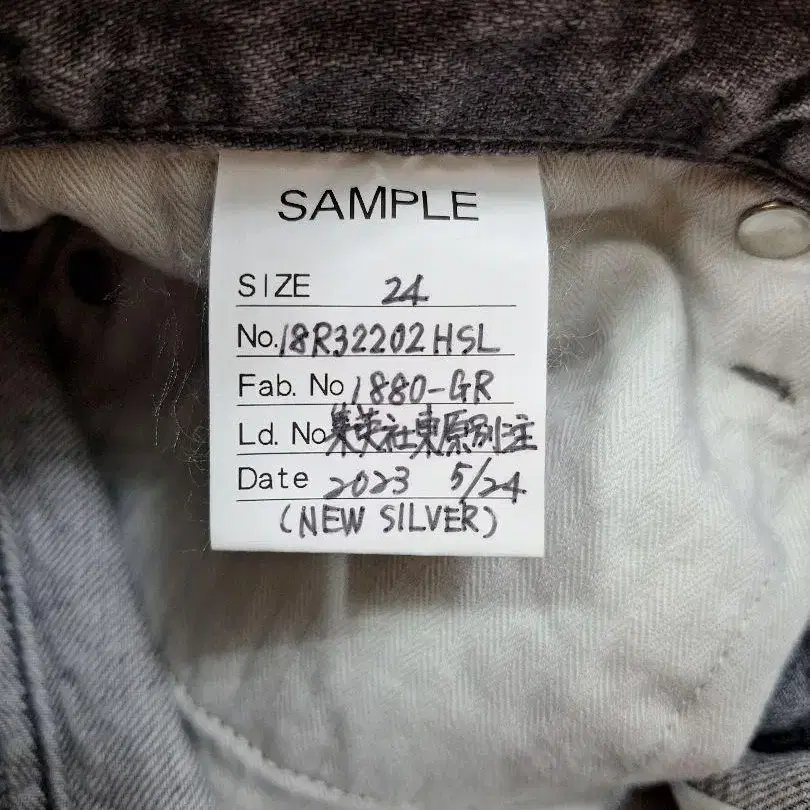 SAMPLE
SIZE 24
No. 18R32202HSL
Fab. No 1880-GR
Ld. No 集英社東原別注
Date 2023 5/24
(NEW SILVER)